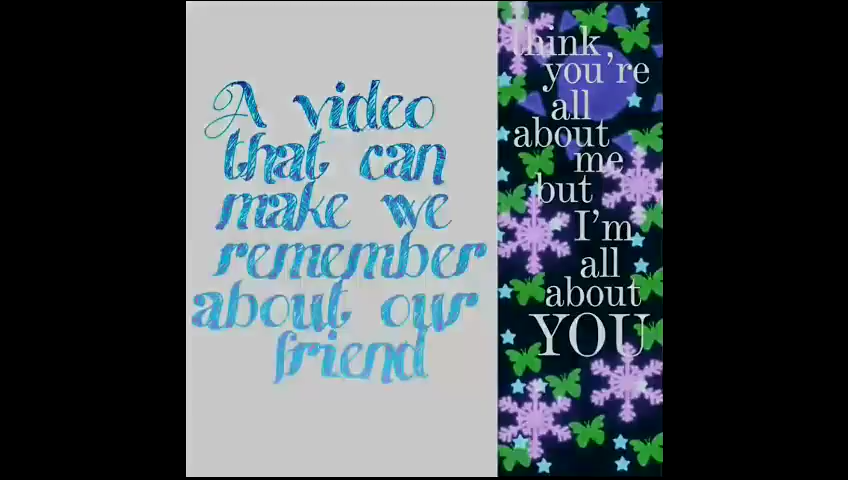 A video
that can
make we
remember
about our
friend
think
you're
all
about
me
but
I'm
all
about
YOU